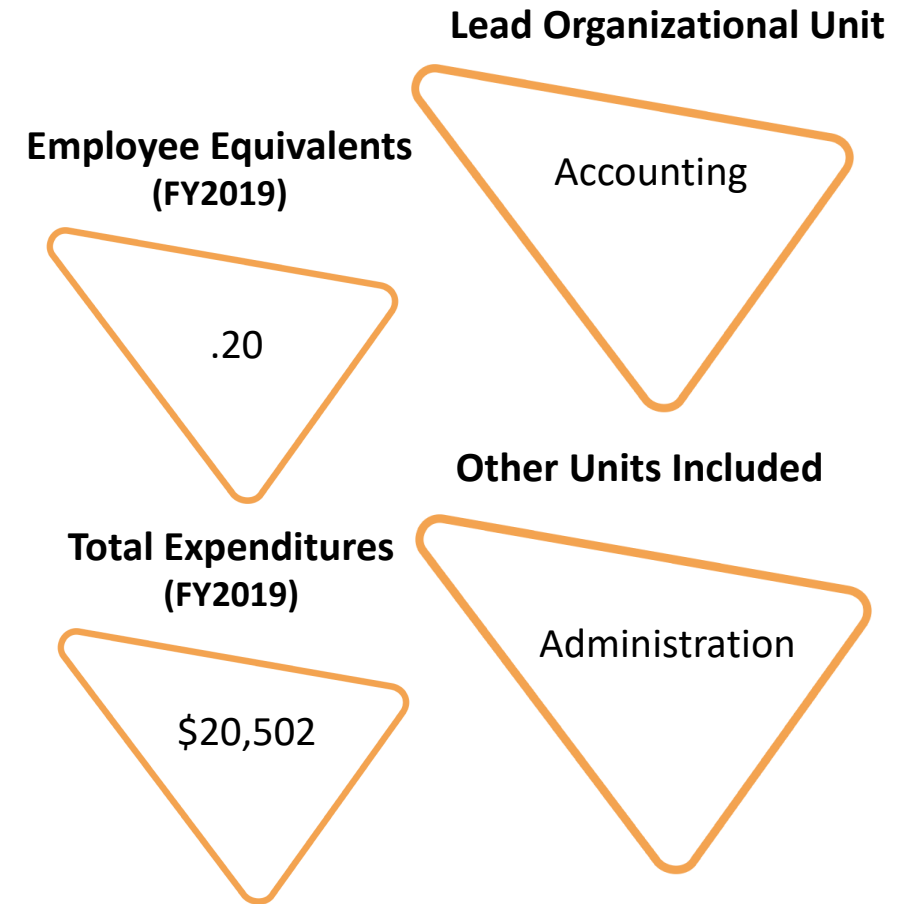 Lead Organizational Unit
Accounting
Employee Equivalents
(FY2019)
.20
Other Units Included
Administration
Total Expenditures
(FY2019)
$20,502